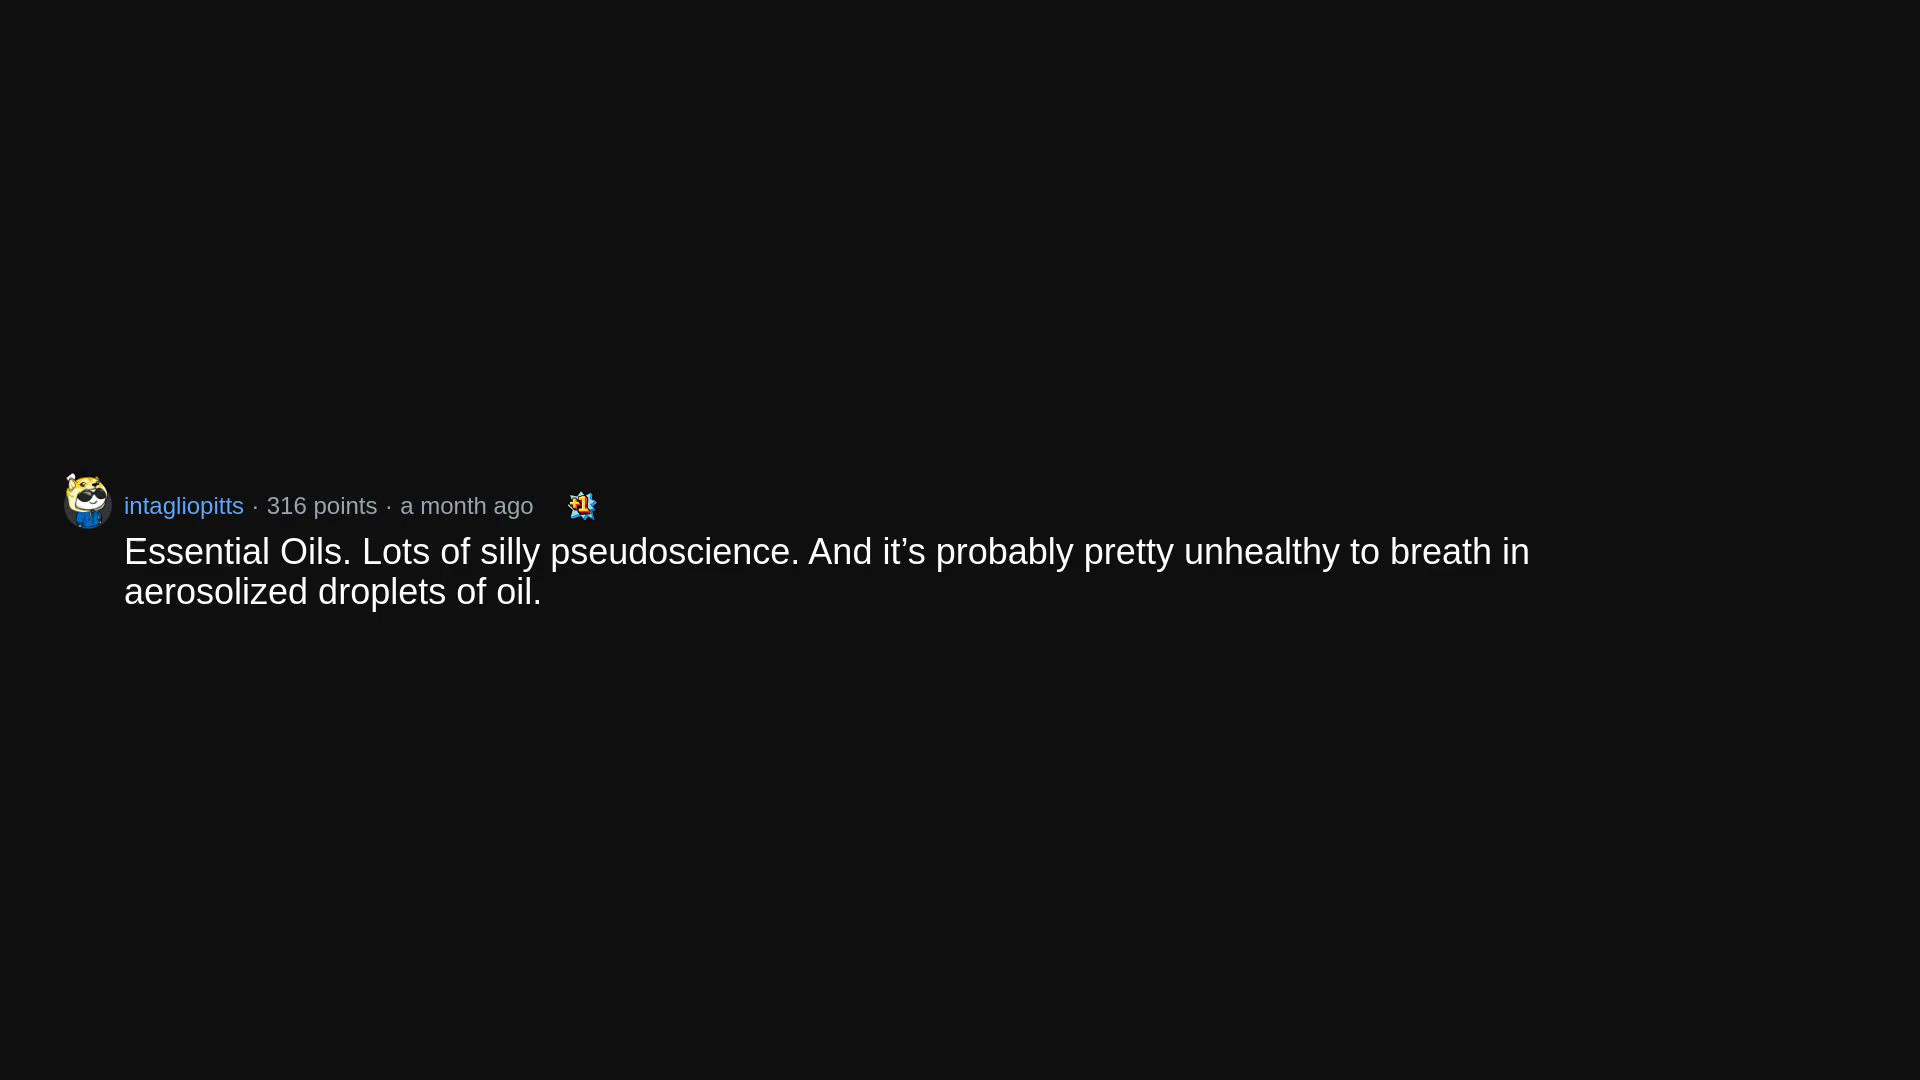 intagliopitts · 316 points · a month ago +1
Essential Oils. Lots of silly pseudoscience. And it’s probably pretty unhealthy to breath in
aerosolized droplets of oil.